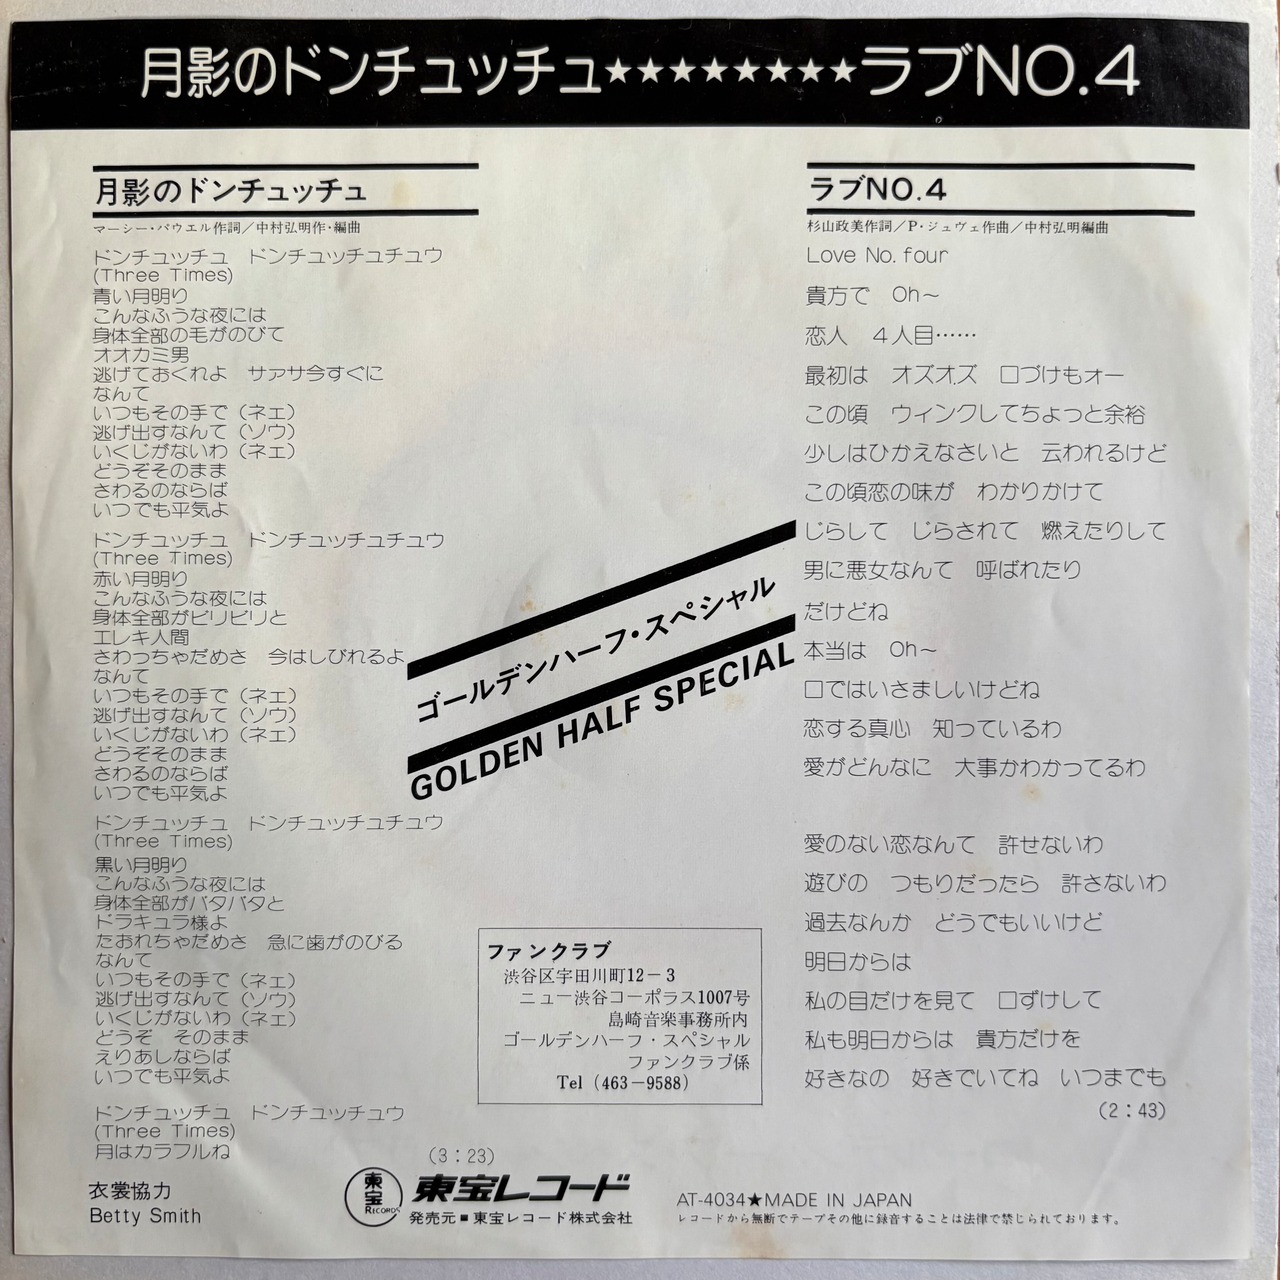 月影のドンチュッチュ★★★★★★★★ラブNO.4
月影のドンチュッチュ
マーシー・パウエル作詞／中村弘明作・編曲
ドンチュッチュ　ドンチュッチュチュウ
(Three Times)
青い月明り
こんなふうな夜には
身体全部の毛がのびて
オオカミ男
逃げておくれよ　サァサ今すぐに
なんて
いつもその手で（ネェ）
逃げ出すなんて（ソウ）
いくじがないわ（ネェ）
どうぞそのまま
さわるのならば
いつでも平気よ
ドンチュッチュ　ドンチュッチュチュウ
(Three Times)
赤い月明り
こんなふうな夜には
身体全部がビリビリと
エレキ人間
さわっちゃだめさ　今はしびれるよ
なんて
いつもその手で（ネェ）
逃げ出すなんて（ソウ）
いくじがないわ（ネェ）
どうぞそのまま
さわるのならば
いつでも平気よ
ドンチュッチュ　ドンチュッチュチュウ
(Three Times)
黒い月明り
こんなふうな夜には
身体全部がバタバタと
ドラキュラ様よ
たおれちゃだめさ　急に歯がのびる
なんて
いつもその手で（ネェ）
逃げ出すなんて（ソウ）
いくじがないわ（ネェ）
どうぞ　そのまま
えりあしならば
いつでも平気よ
ドンチュッチュ　ドンチュッチュウ
(Three Times)
月はカラフルね
(3：23)
衣裳協力
Betty Smith
ゴールデンハーフ・スペシャル
GOLDEN HALF SPECIAL
ファンクラブ
渋谷区宇田川町12－3
ニュー渋谷コーポラス1007号
島崎音楽事務所内
ゴールデンハーフ・スペシャル
ファンクラブ係
Tel（463－9588）
ラブNO.4
杉山政美作詞／P・ジュヴェ作曲／中村弘明編曲
Love No. four
貴方で　Oh～
恋人　4人目……
最初は　オズオズ　口づけもオー
この頃　ウィンクしてちょっと余裕
少しはひかえなさいと　云われるけど
この頃恋の味が　わかりかけて
じらして　じらされて　燃えたりして
男に悪女なんて　呼ばれたり
だけどね
本当は　Oh～
口ではいさましいけどね
恋する真心　知っているわ
愛がどんなに　大事かわかってるわ
愛のない恋なんて　許せないわ
遊びの　つもりだったら　許さないわ
過去なんか　どうでもいいけど
明日からは
私の目だけを見て　口ずけして
私も明日からは　貴方だけを
好きなの　好きでいてね　いつまでも
(2：43)
東宝
RECORDS
東宝レコード
発売元■東宝レコード株式会社
AT-4034★MADE IN JAPAN
レコードから無断でテープその他に録音することは法律で禁じられております。